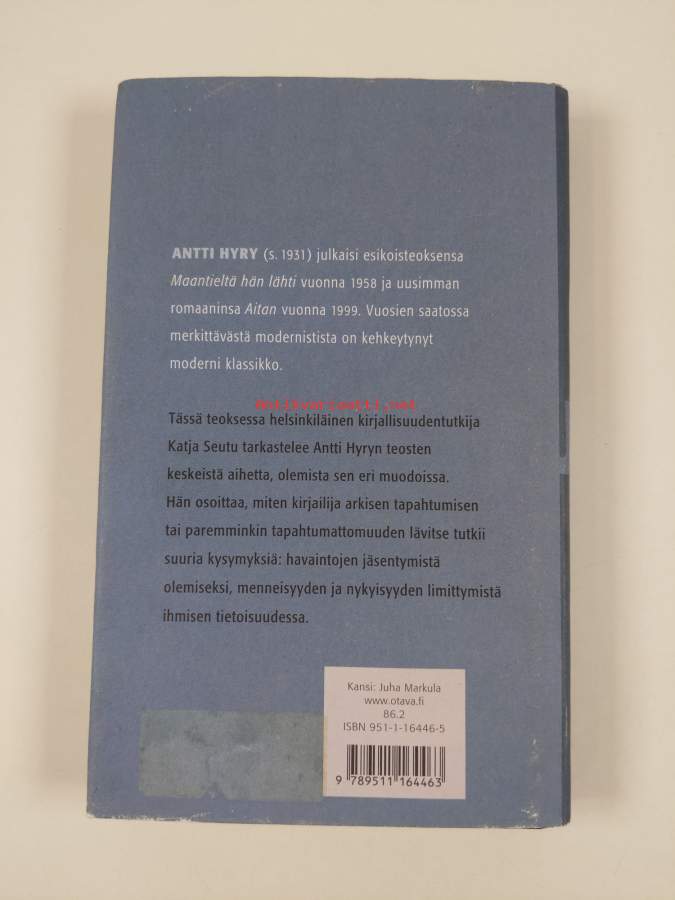 ANTTI HYRY (s. 1931) julkaisi esikoisteoksensa
Maantieltä hän lähti vuonna 1958 ja uusimman
romaaninsa Aitan vuonna 1999. Vuosien saatossa
merkittävästä modernistista on kehkeytynyt
moderni klassikko.
antikvariaatti.net
Tässä teoksessa helsinkiläinen kirjallisuudentutkija
Katja Seutu tarkastelee Antti Hyryn teosten
keskeistä aihetta, olemista sen eri muodoissa.
Hän osoittaa, miten kirjailija arkisen tapahtumisen
tai paremminkin tapahtumattomuuden lävitse tutkii
suuria kysymyksiä: havaintojen jäsentymistä
olemiseksi, menneisyyden ja nykyisyyden limittymistä
ihmisen tietoisuudessa.
Kansi: Juha Markula
www.otava.fi
86.2
ISBN 951-1-16446-5
9 789511 164463